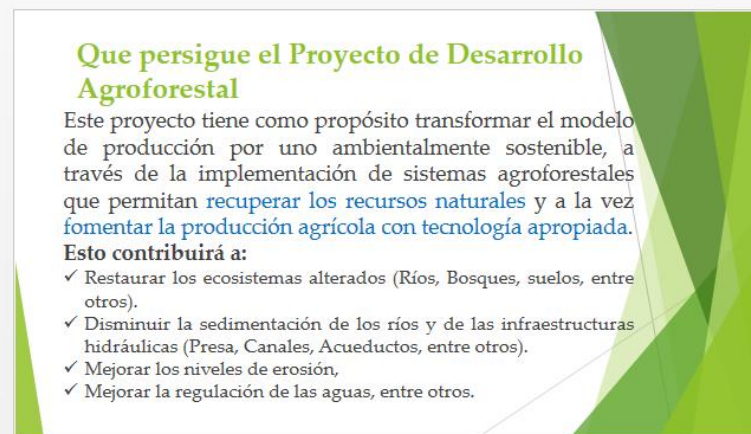 Que persigue el Proyecto de Desarrollo
Agroforestal
Este proyecto tiene como propósito transformar el modelo
de producción por uno ambientalmente sostenible, a
través de la implementación de sistemas agroforestales
que permitan recuperar los recursos naturales y a la vez
fomentar la producción agrícola con tecnología apropiada.
Esto contribuirá a:
✓ Restaurar los ecosistemas alterados (Ríos, Bosques, suelos, entre
otros).
✓ Disminuir la sedimentación de los ríos y de las infraestructuras
hidráulicas (Presa, Canales, Acueductos, entre otros).
✓ Mejorar los niveles de erosión,
✓ Mejorar la regulación de las aguas, entre otros.